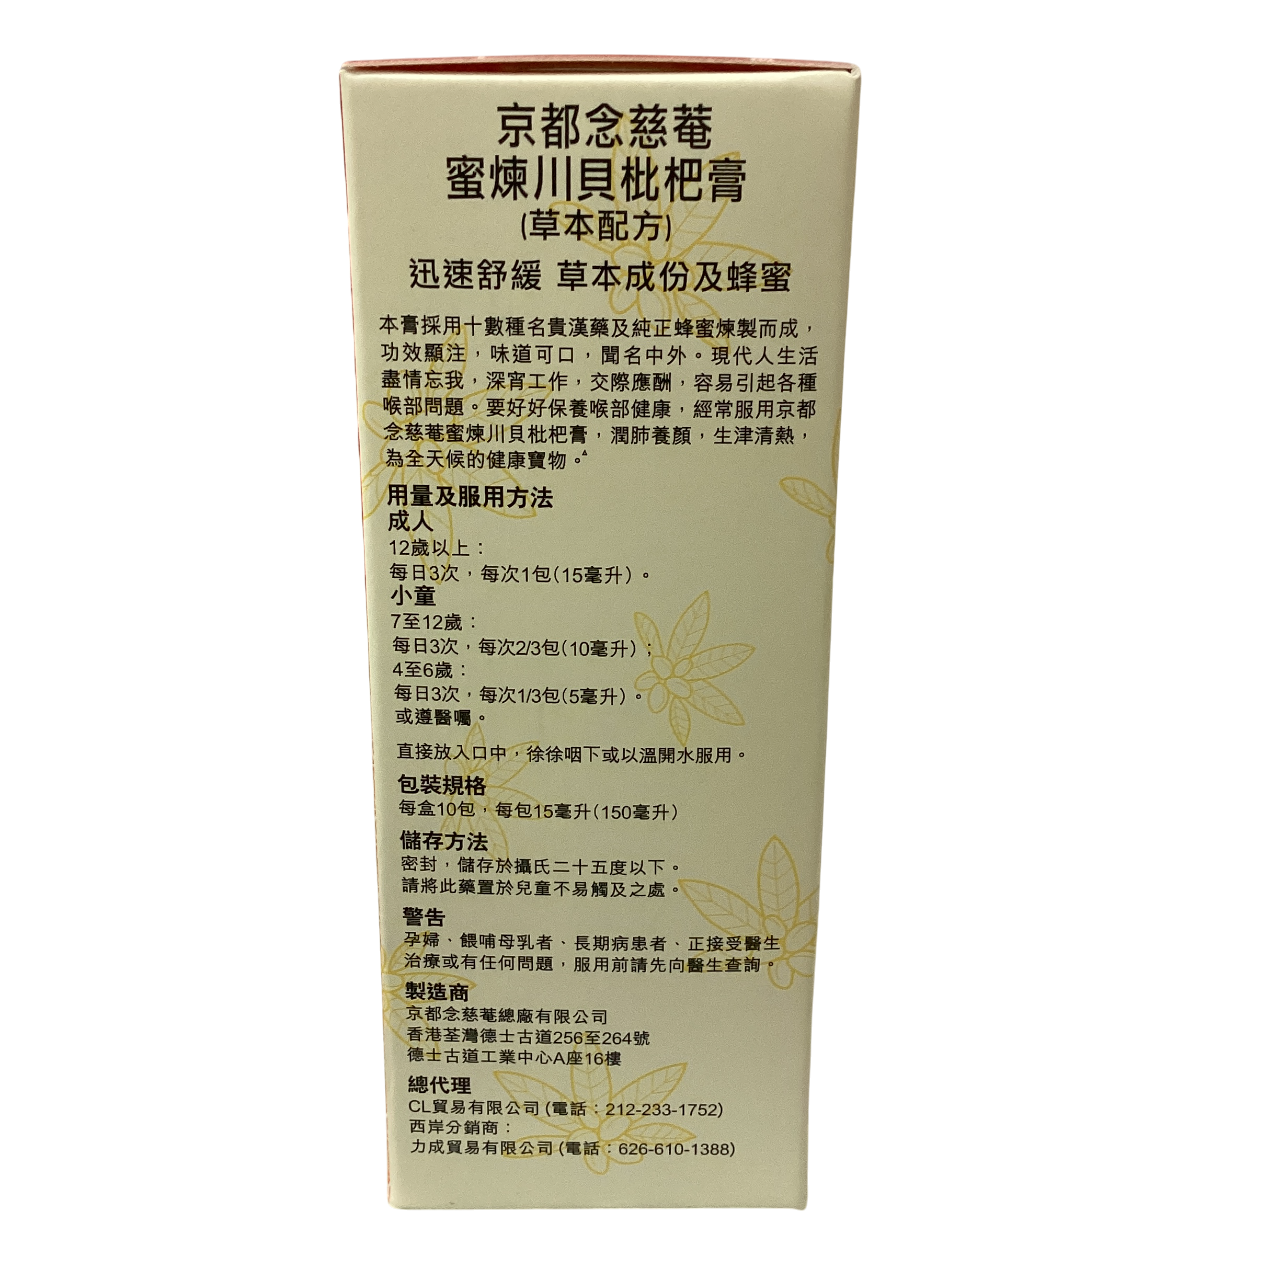 京都念慈菴
蜜煉川貝枇杷膏
(草本配方)
迅速舒緩 草本成份及蜂蜜
本膏採用十數種名貴漢藥及純正蜂蜜煉製而成，
功效顯注，味道可口，聞名中外。現代人生活
盡情忘我，深宵工作，交際應酬，容易引起各種
喉部問題。要好好保養喉部健康，經常服用京都
念慈菴蜜煉川貝枇杷膏，潤肺養顏，生津清熱，
為全天候的健康寶物。△
用量及服用方法
成人
12歲以上：
每日3次，每次1包(15毫升)。
小童
7至12歲：
每日3次，每次2/3包(10毫升)；
4至6歲：
每日3次，每次1/3包(5毫升)。
或遵醫囑。
直接放入口中，徐徐咽下或以溫開水服用。
包裝規格
每盒10包，每包15毫升(150毫升)
儲存方法
密封，儲存於攝氏二十五度以下。
請將此藥置於兒童不易觸及之處。
警告
孕婦、餵哺母乳者、長期病患者、正接受醫生
治療或有任何問題，服用前請先向醫生查詢。
製造商
京都念慈菴總廠有限公司
香港荃灣德士古道256至264號
德士古道工業中心A座16樓
總代理
CL貿易有限公司 (電話：212-233-1752)
西岸分銷商：
力成貿易有限公司 (電話：626-610-1388)